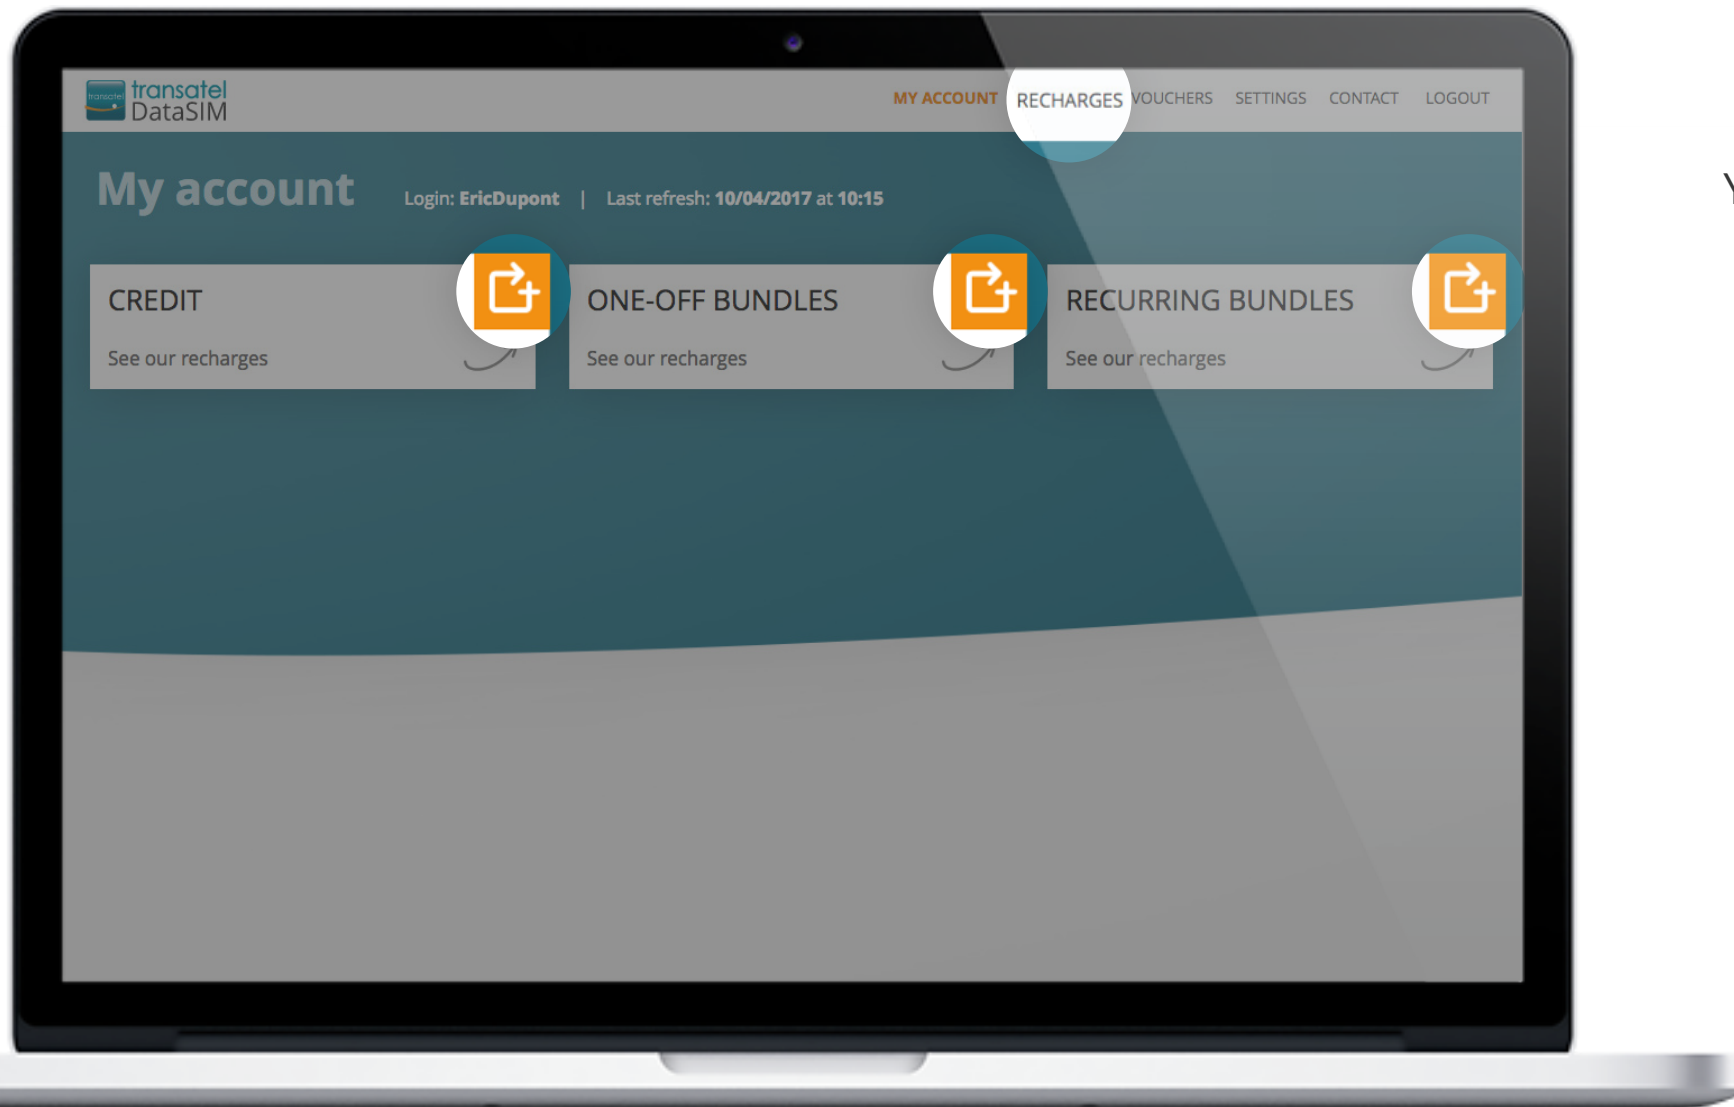 transatel
transatel
DataSIM
MY ACCOUNT RECHARGES VOUCHERS SETTINGS CONTACT LOGOUT
My account Login: EricDupont | Last refresh: 10/04/2017 at 10:15
CREDIT
See our recharges
ONE-OFF BUNDLES
See our recharges
RECURRING BUNDLES
See our recharges